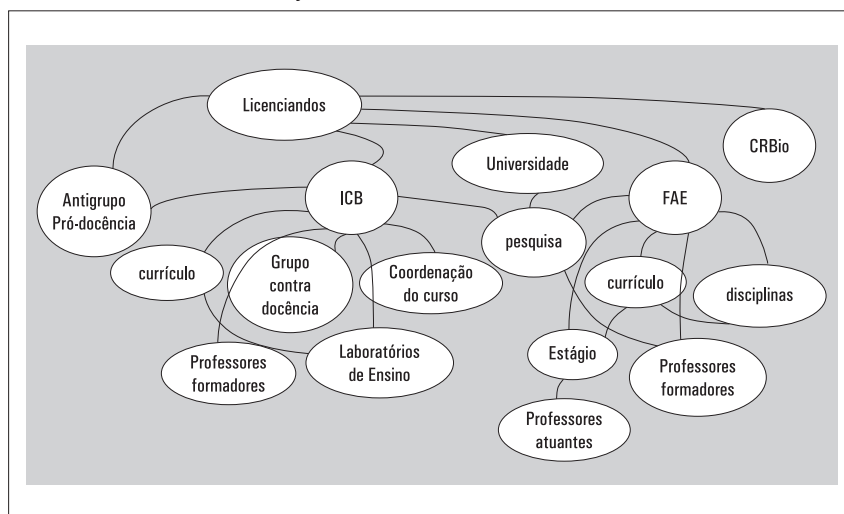 Licenciandos
CRBio
Universidade
Antigrupo
Pró-docência
ICB
FAE
pesquisa
currículo
Grupo
contra
docência
Coordenação
do curso
currículo
disciplinas
Professores
formadores
Laboratórios
de Ensino
Estágio
Professores
formadores
Professores
atuantes